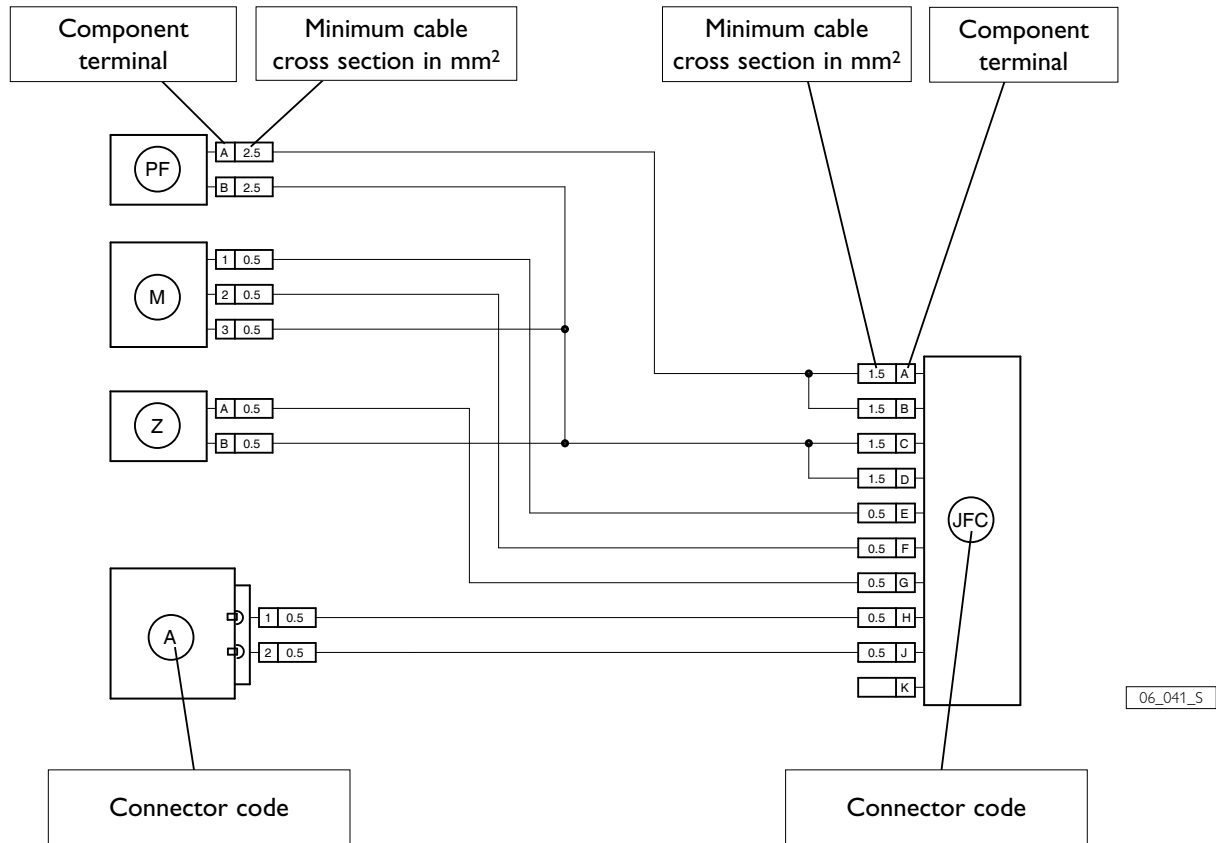 Component
terminal
Minimum cable
cross section in mm²
Minimum cable
cross section in mm²
Component
terminal
PF
A 2.5
B 2.5
M
1 0.5
2 0.5
3 0.5
Z
A 0.5
B 0.5
A
1 0.5
2 0.5
1.5 A
1.5 B
1.5 C
1.5 D
0.5 E
0.5 F
0.5 G
0.5 H
0.5 J
K
JFC
06_041_S
Connector code
Connector code